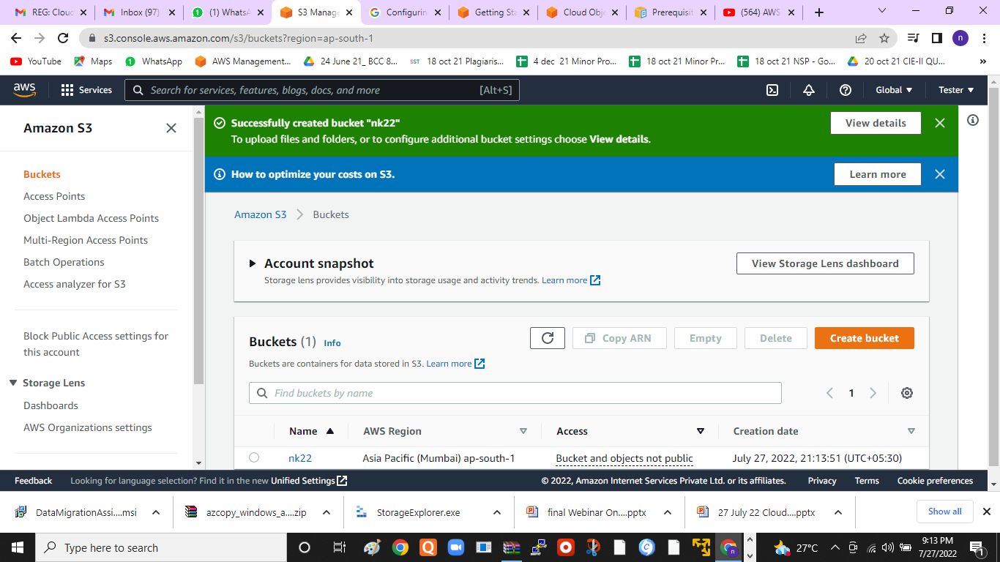 REG: Clou
Inbox (97)
(1) WhatsA
S3 Manag
Configurin
Getting Sta
Cloud Obje
Prerequisit
(564) AWS
s3.console.aws.amazon.com/s3/buckets?region=ap-south-1
n
YouTube
Maps
WhatsApp
AWS Management...
24 June 21_ BCC 8...
SST
18 oct 21 Plagiaris...
4 dec 21 Minor Pro...
18 oct 21 Minor Pr...
18 oct 21 NSP - Go...
20 oct 21 CIE-II QU...
»
aws
Services
Search for services, features, blogs, docs, and more
[Alt+S]
Global
Tester
Amazon S3
Buckets
Access Points
Object Lambda Access Points
Multi-Region Access Points
Batch Operations
Access analyzer for S3
Block Public Access settings for
this account
Storage Lens
Dashboards
AWS Organizations settings
Successfully created bucket "nk22"
To upload files and folders, or to configure additional bucket settings choose View details.
View details
How to optimize your costs on S3.
Learn more
Amazon S3
Buckets
Account snapshot
Storage lens provides visibility into storage usage and activity trends. Learn more
View Storage Lens dashboard
Buckets (1)
Info
Buckets are containers for data stored in S3. Learn more
Copy ARN
Empty
Delete
Create bucket
Find buckets by name
1
Name
AWS Region
Access
Creation date
nk22
Asia Pacific (Mumbai) ap-south-1
Bucket and objects not public
July 27, 2022, 21:13:51 (UTC+05:30)
Feedback
Looking for language selection? Find it in the new Unified Settings
© 2022, Amazon Internet Services Private Ltd. or its affiliates.
Privacy
Terms
Cookie preferences
DataMigrationAssi....msi
azcopy_windows_a....zip
StorageExplorer.exe
final Webinar On....pptx
27 July 22 Cloud....pptx
Show all
Type here to search
27°C
9:13 PM
7/27/2022
1